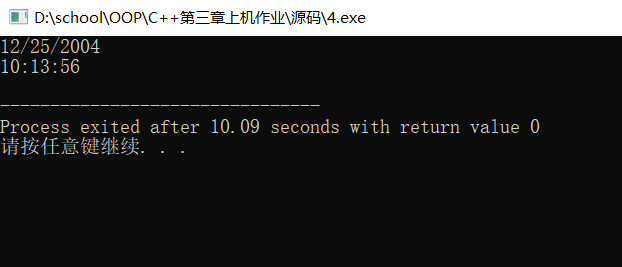 D:\school\OOP\C++第三章上机作业\源码\4.exe
12/25/2004
10:13:56
--------------------------------
Process exited after 10.09 seconds with return value 0
请按任意键继续. . .